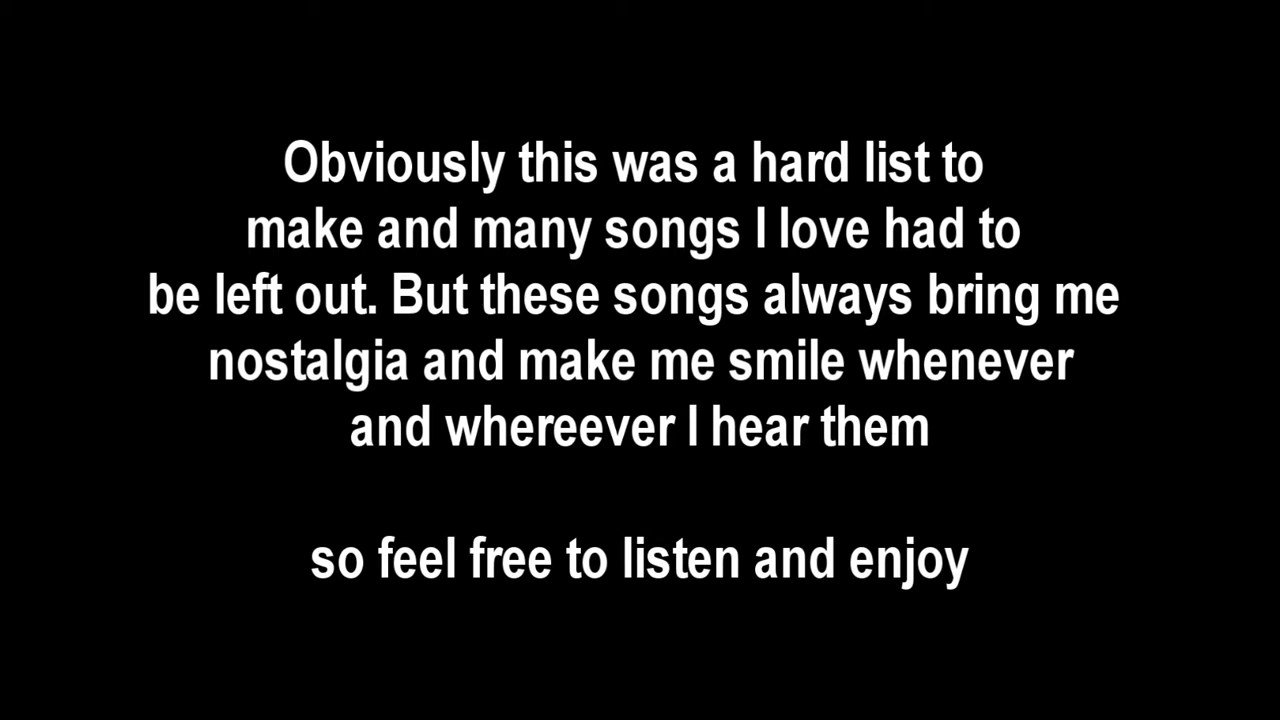 Obviously this was a hard list to
make and many songs I love had to
be left out. But these songs always bring me
nostalgia and make me smile whenever
and whereever I hear them
so feel free to listen and enjoy